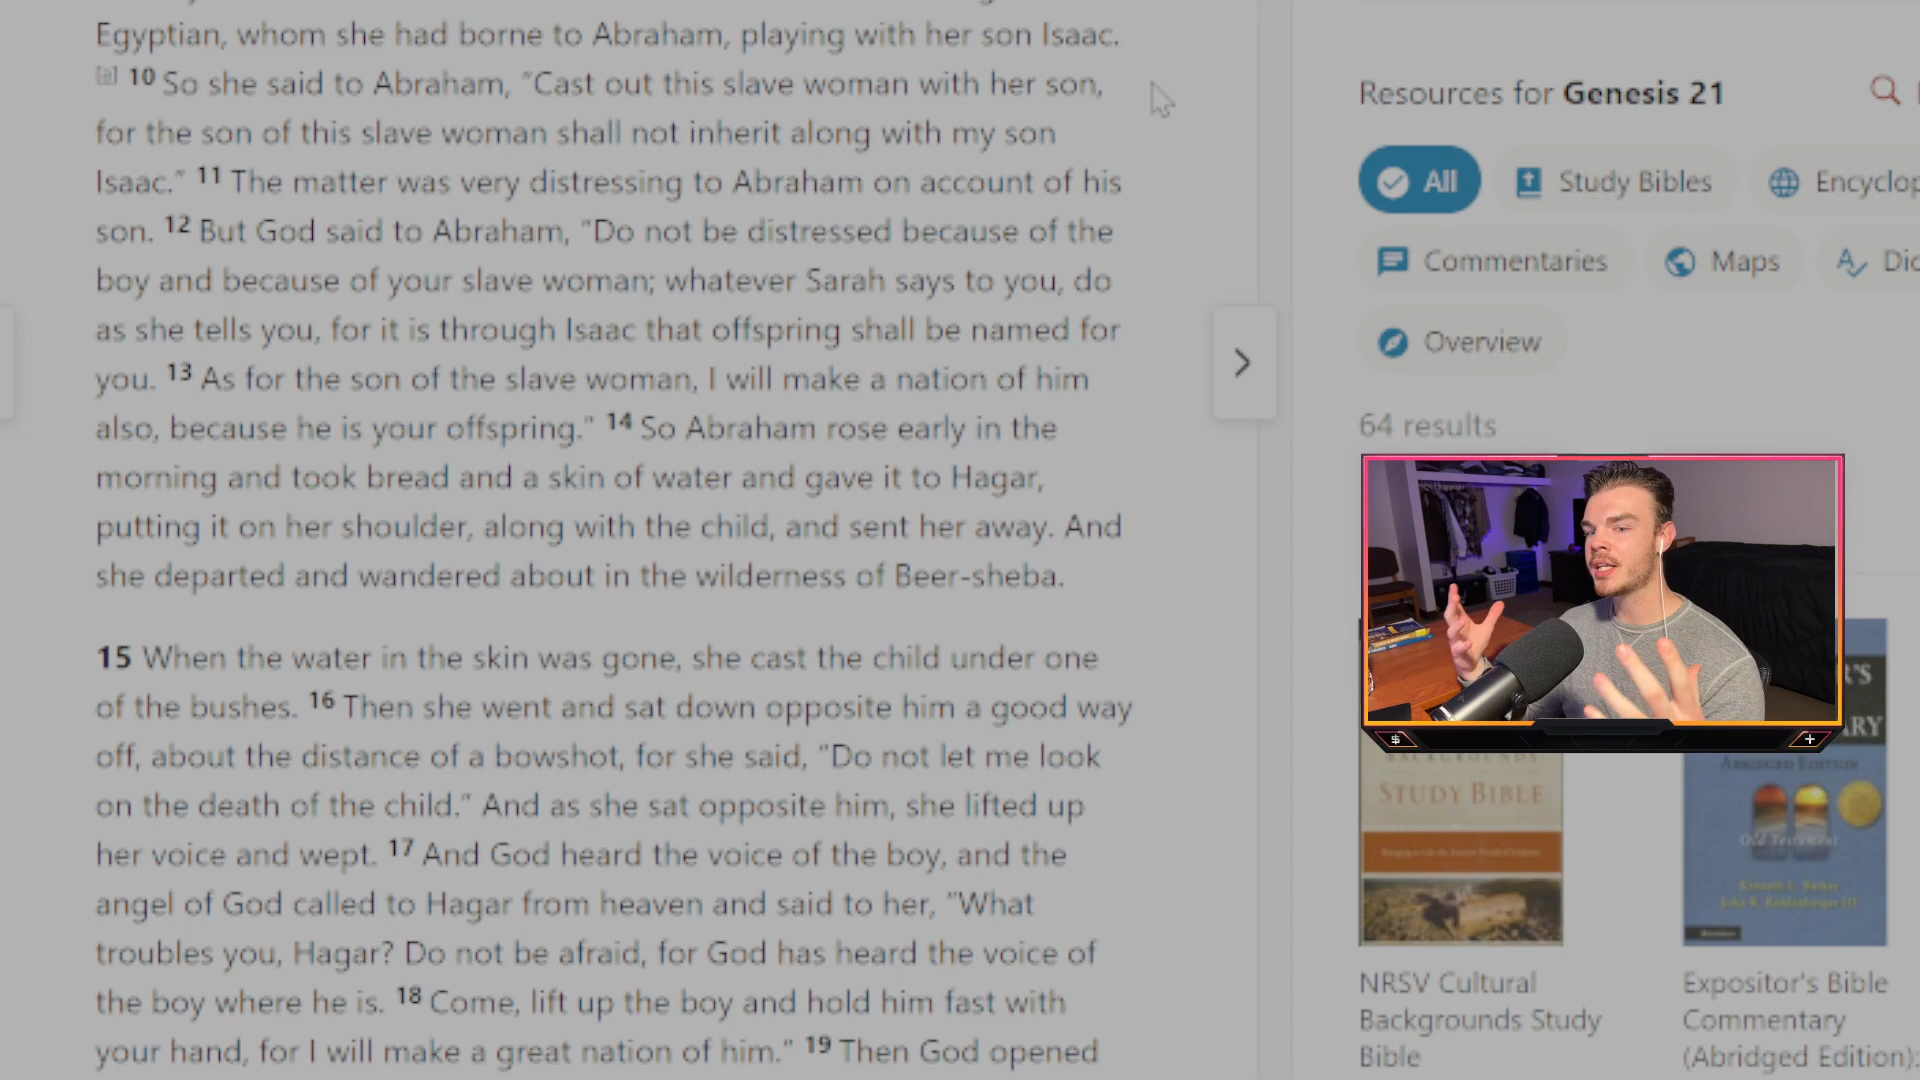 Egyptian, whom she had borne to Abraham, playing with her son Isaac.
[a] 10 So she said to Abraham, “Cast out this slave woman with her son,
for the son of this slave woman shall not inherit along with my son
Isaac.” 11 The matter was very distressing to Abraham on account of his
son. 12 But God said to Abraham, “Do not be distressed because of the
boy and because of your slave woman; whatever Sarah says to you, do
as she tells you, for it is through Isaac that offspring shall be named for
you. 13 As for the son of the slave woman, I will make a nation of him
also, because he is your offspring.” 14 So Abraham rose early in the
morning and took bread and a skin of water and gave it to Hagar,
putting it on her shoulder, along with the child, and sent her away. And
she departed and wandered about in the wilderness of Beer-sheba.
15 When the water in the skin was gone, she cast the child under one
of the bushes. 16 Then she went and sat down opposite him a good way
off, about the distance of a bowshot, for she said, “Do not let me look
on the death of the child.” And as she sat opposite him, she lifted up
her voice and wept. 17 And God heard the voice of the boy, and the
angel of God called to Hagar from heaven and said to her, “What
troubles you, Hagar? Do not be afraid, for God has heard the voice of
the boy where he is. 18 Come, lift up the boy and hold him fast with
your hand, for I will make a great nation of him.” 19 Then God opened
Resources for Genesis 21
All
Study Bibles
Encyclop
Commentaries
Maps
Dic
Overview
64 results
$
+
BACKGROUNDS
STUDY BIBLE
R'S
ARY
ABRIDGED EDITION
Old Testament
Kenneth L. Barker
John R. Kohlenberger III
NRSV Cultural
Backgrounds Study
Bible
Expositor's Bible
Commentary
(Abridged Edition):